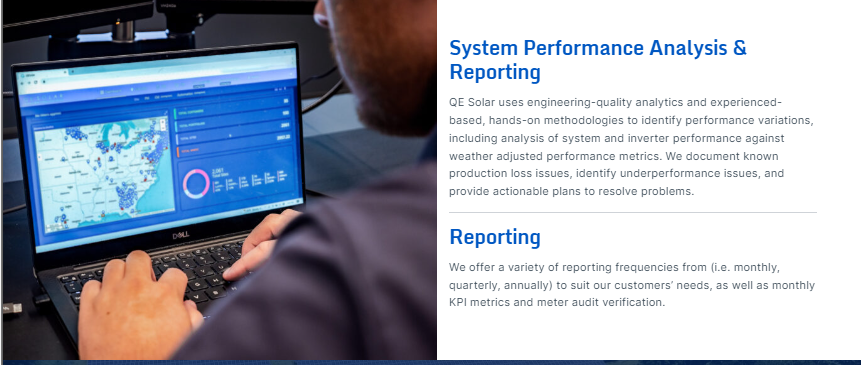 System Performance Analysis &
Reporting
QE Solar uses engineering-quality analytics and experienced-
based, hands-on methodologies to identify performance variations,
including analysis of system and inverter performance against
weather adjusted performance metrics. We document known
production loss issues, identify underperformance issues, and
provide actionable plans to resolve problems.
Reporting
We offer a variety of reporting frequencies from (i.e. monthly,
quarterly, annually) to suit our customers' needs, as well as monthly
KPI metrics and meter audit verification.
DELL